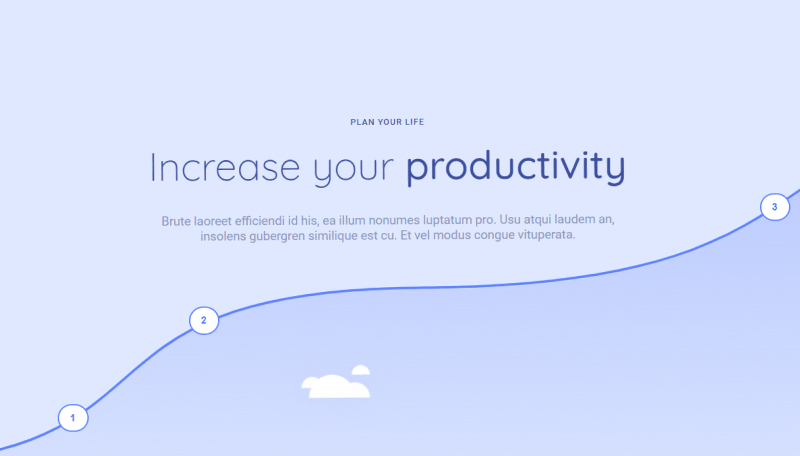 PLAN YOUR LIFE
Increase your productivity
Brute laoreet efficiendi id his, ea illum nonumes luptatum pro. Usu atqui laudem an,
insolens gubergren similique est cu. Et vel modus congue vituperata.
3
2
1